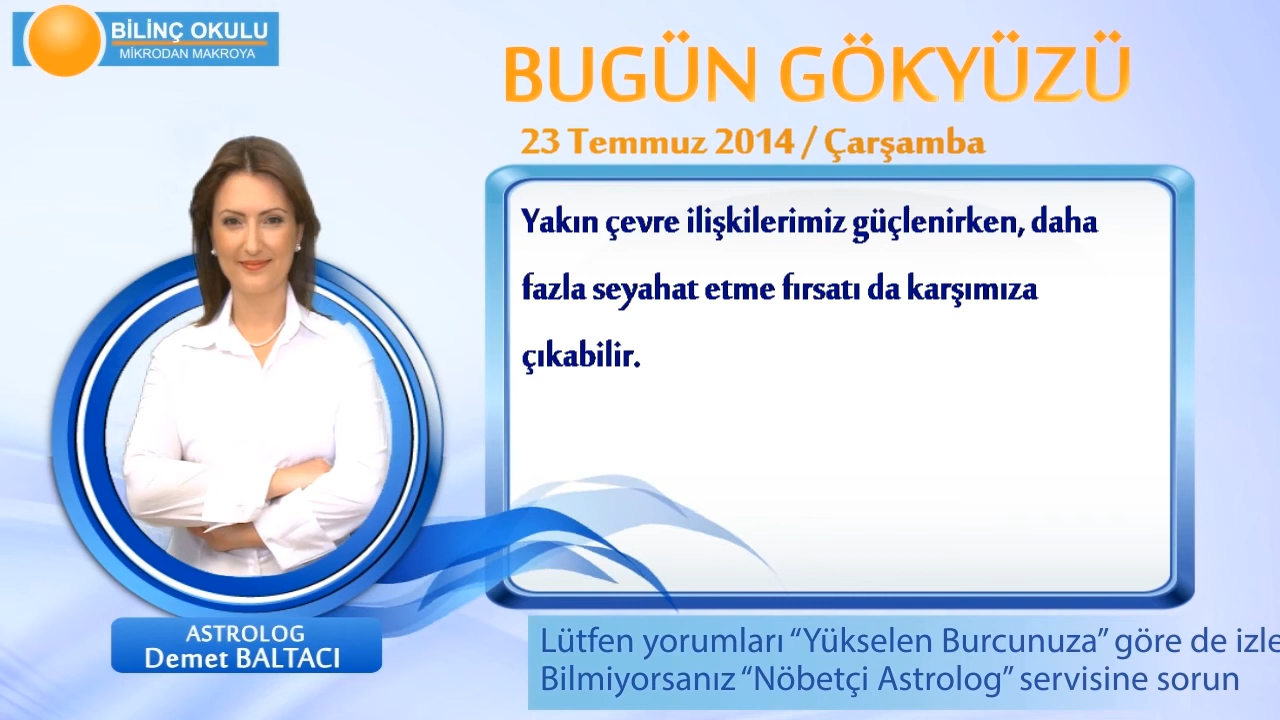 BİLİNÇ OKULU
MİKRODAN MAKROYA
BUGÜN GÖKYÜZÜ
23 Temmuz 2014 / Çarşamba
Yakın çevre ilişkilerimiz güçlenirken, daha
fazla seyahat etme fırsatı da karşımıza
çıkabilir.
ASTROLOG
Demet BALTACI
Lütfen yorumları “Yükselen Burcunuza” göre de izle
Bilmiyorsanız “Nöbetçi Astrolog” servisine sorun